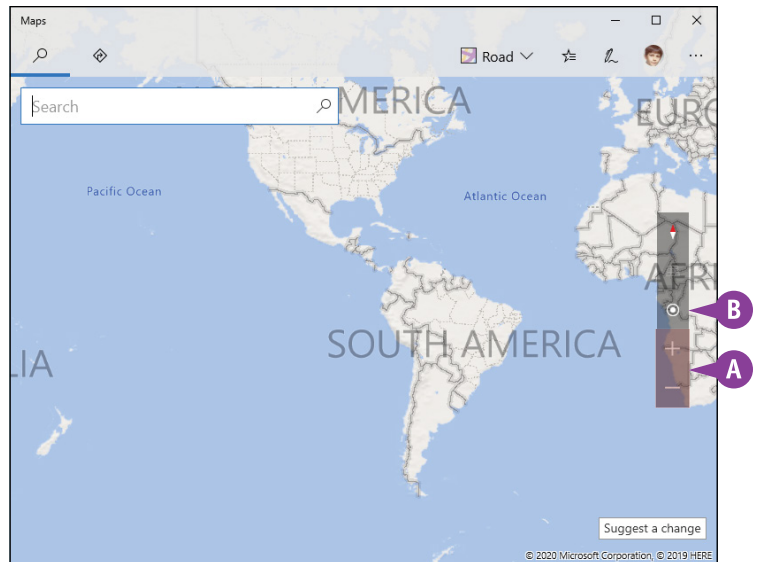 Maps
Road
Search
MERICA
EURO
Pacific Ocean
Atlantic Ocean
AFRI
B
SOUTH AMERICA
LIA
A
Suggest a change
© 2020 Microsoft Corporation, © 2019 HERE